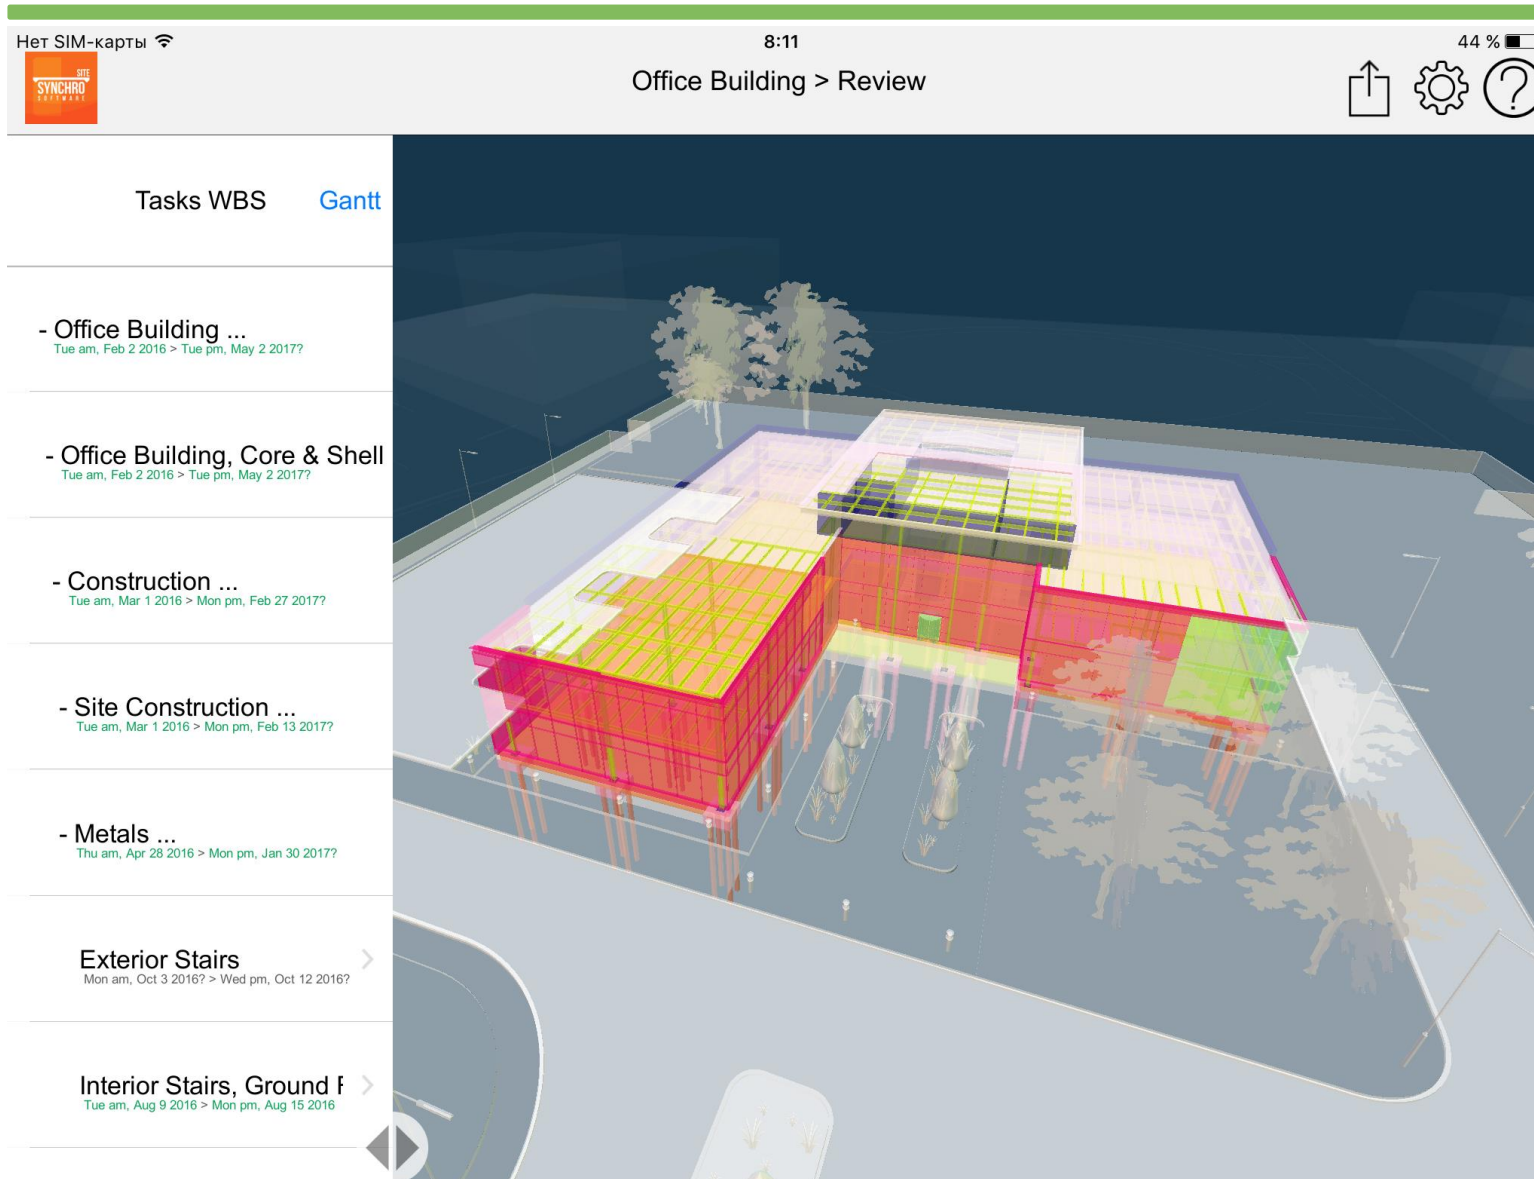 Нет SIM-карты
8:11
44 %
SITE
SYNCHRO
SOFTWARE
Office Building > Review
?
Tasks WBS
Gantt
- Office Building ...
Tue am, Feb 2 2016 > Tue pm, May 2 2017?
- Office Building, Core & Shell
Tue am, Feb 2 2016 > Tue pm, May 2 2017?
- Construction ...
Tue am, Mar 1 2016 > Mon pm, Feb 27 2017?
- Site Construction ...
Tue am, Mar 1 2016 > Mon pm, Feb 13 2017?
- Metals ...
Thu am, Apr 28 2016 > Mon pm, Jan 30 2017?
Exterior Stairs
Mon am, Oct 3 2016? > Wed pm, Oct 12 2016?
Interior Stairs, Ground F
Tue am, Aug 9 2016 > Mon pm, Aug 15 2016